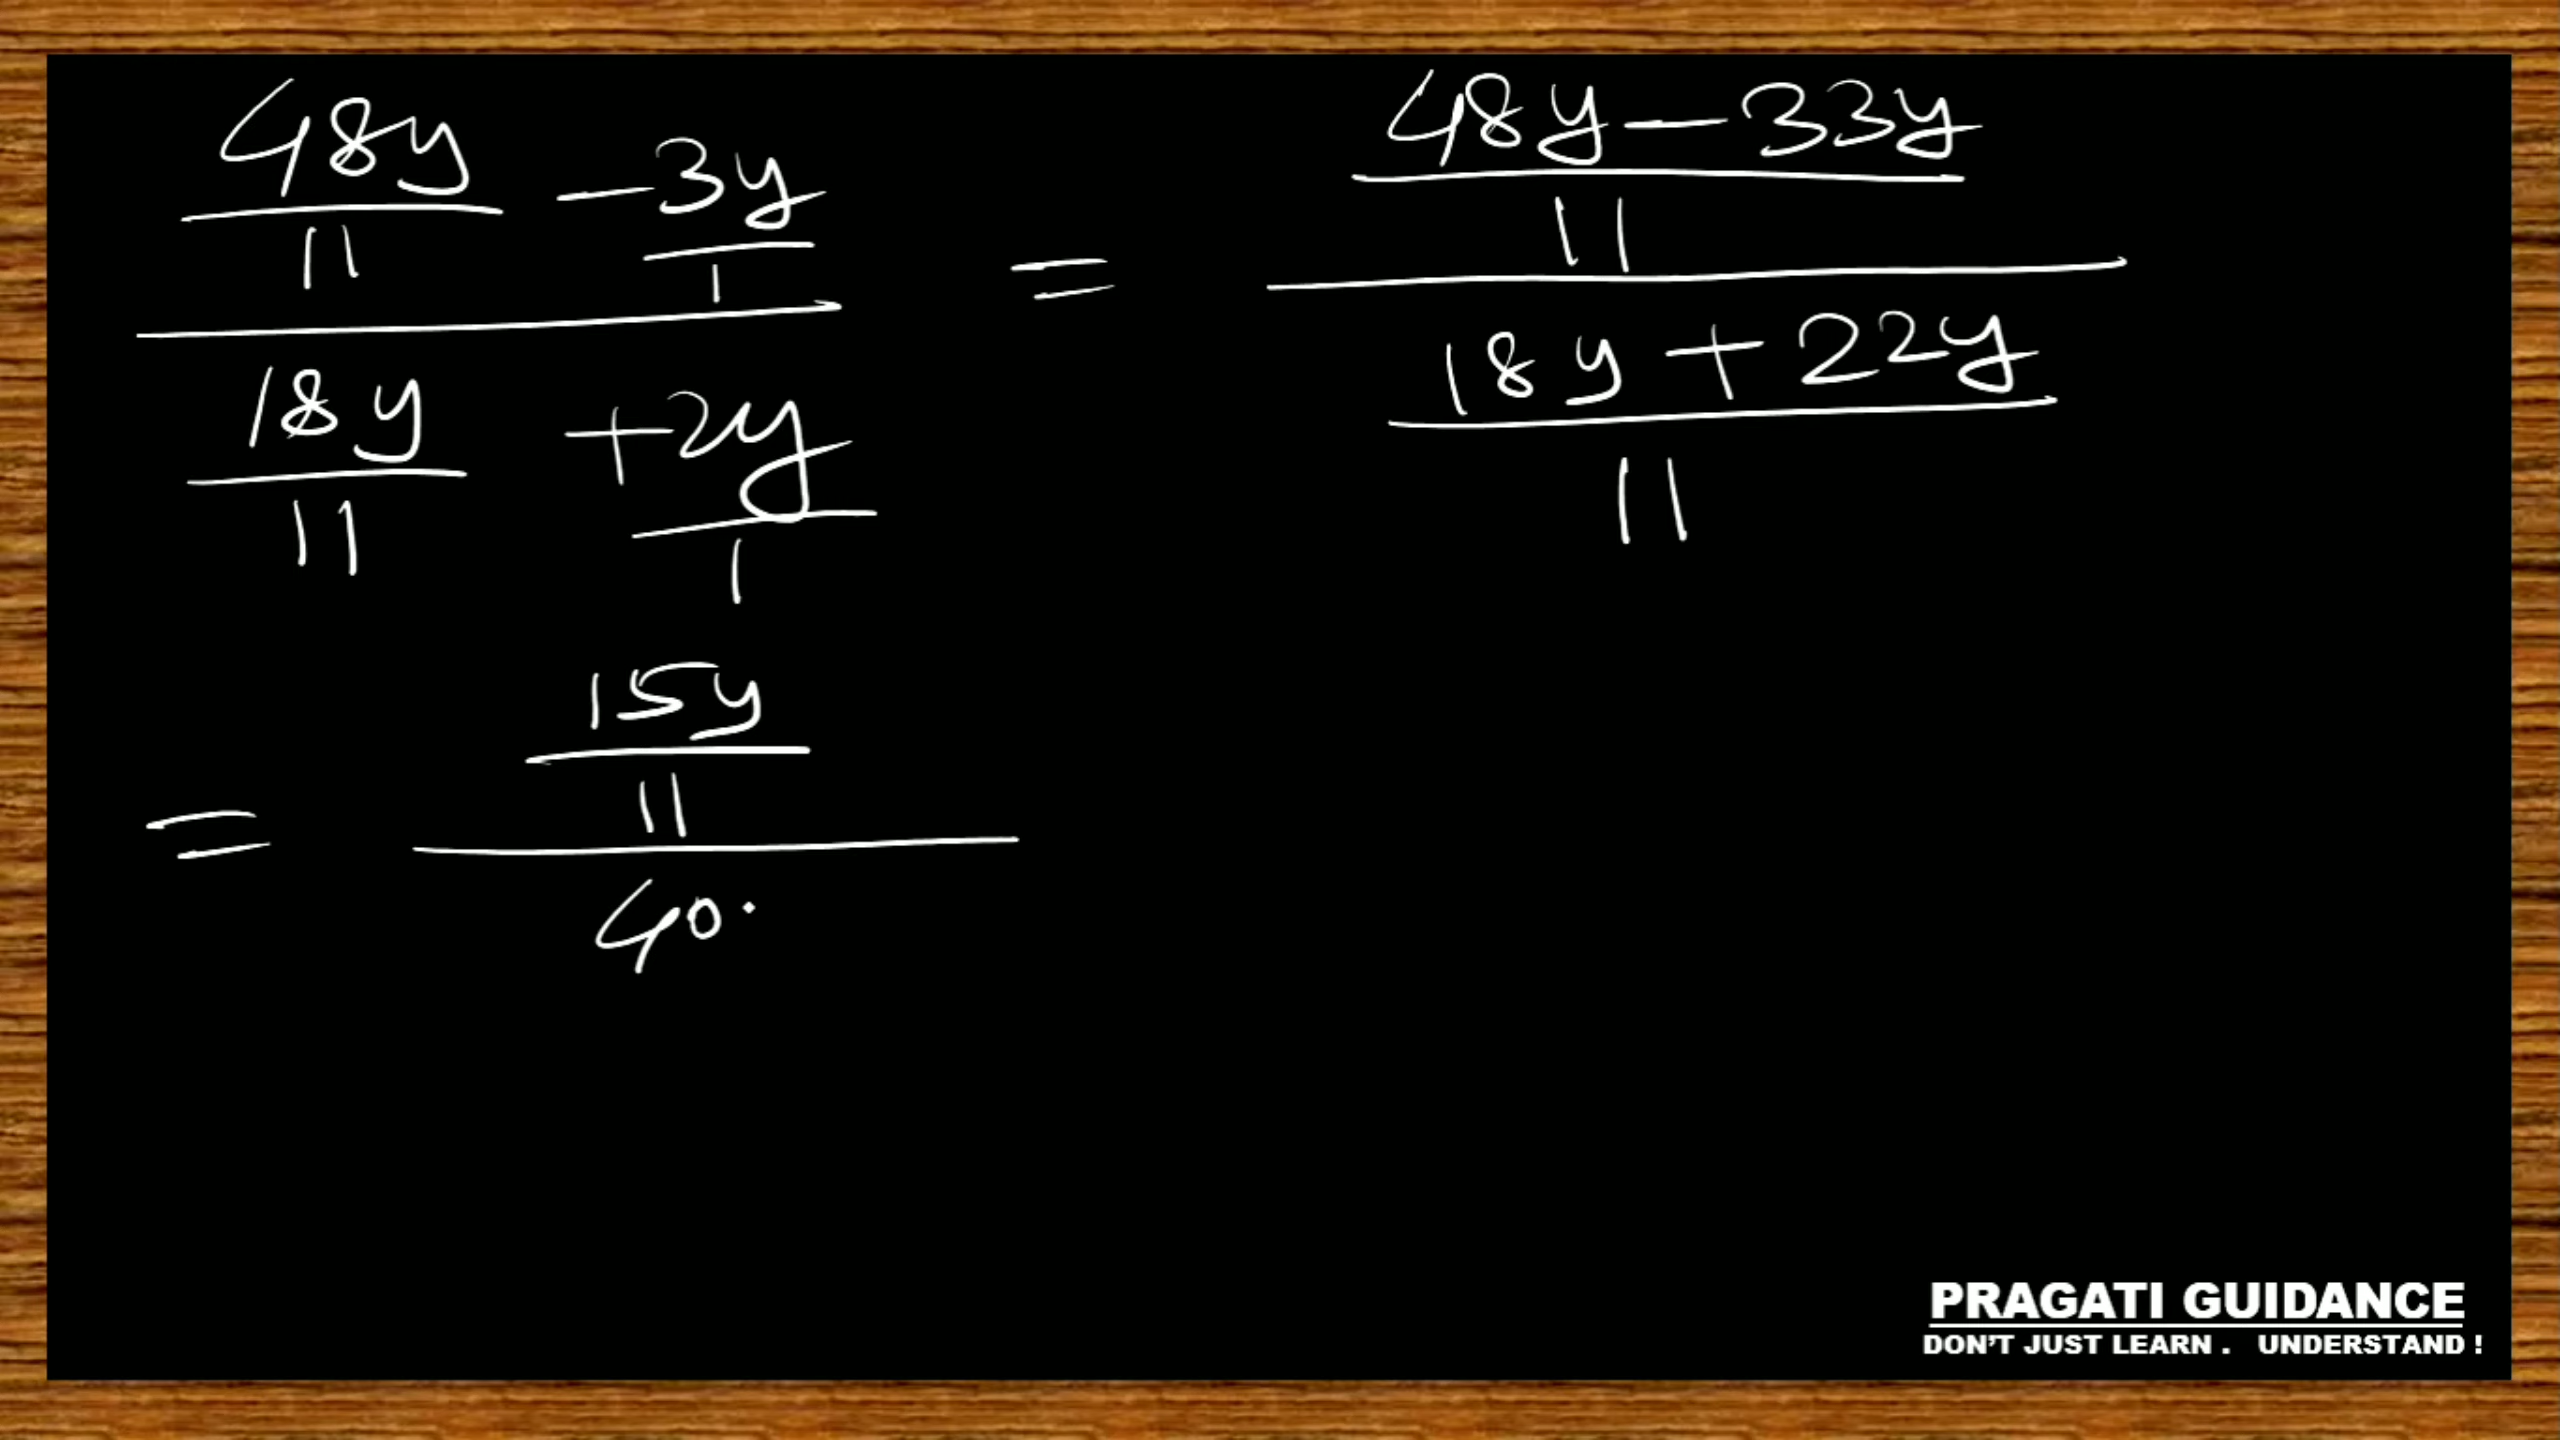 48y/11 - 3y/1 = 48y - 33y/11
18y/11 + 2y/1 18y + 22y/11
= 15y/11
40.
PRAGATI GUIDANCE
DON'T JUST LEARN. UNDERSTAND!